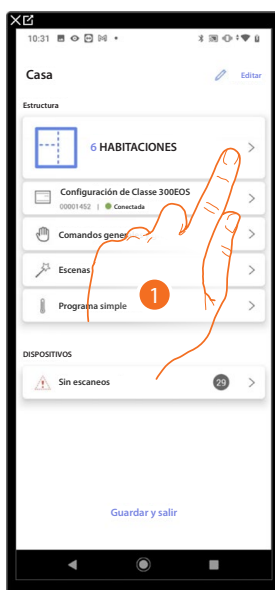 10:31
Casa
Editar
Estructura
6 HABITACIONES
Configuración de Classe 300EOS
00001452 | Conectada
Comandos gener
Escenas
1
Programa simple
DISPOSITIVOS
Sin escaneos
29
Guardar y salir